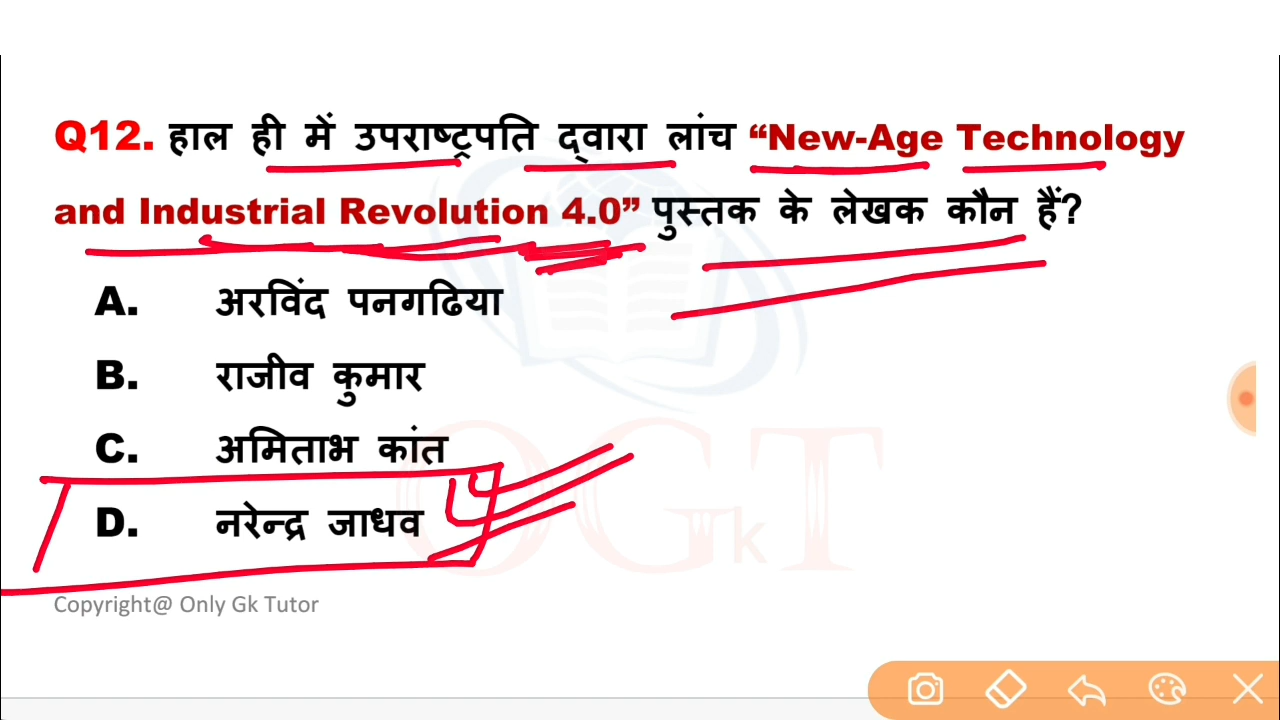 Q12. हाल ही में उपराष्ट्रपति द्वारा लांच “New-Age Technology
and Industrial Revolution 4.0” पुस्तक के लेखक कौन हैं?
A. अरविंद पनगढिया
B. राजीव कुमार
C. अमिताभ कांत
D. नरेन्द्र जाधव
OGkT
Copyright@ Only Gk Tutor